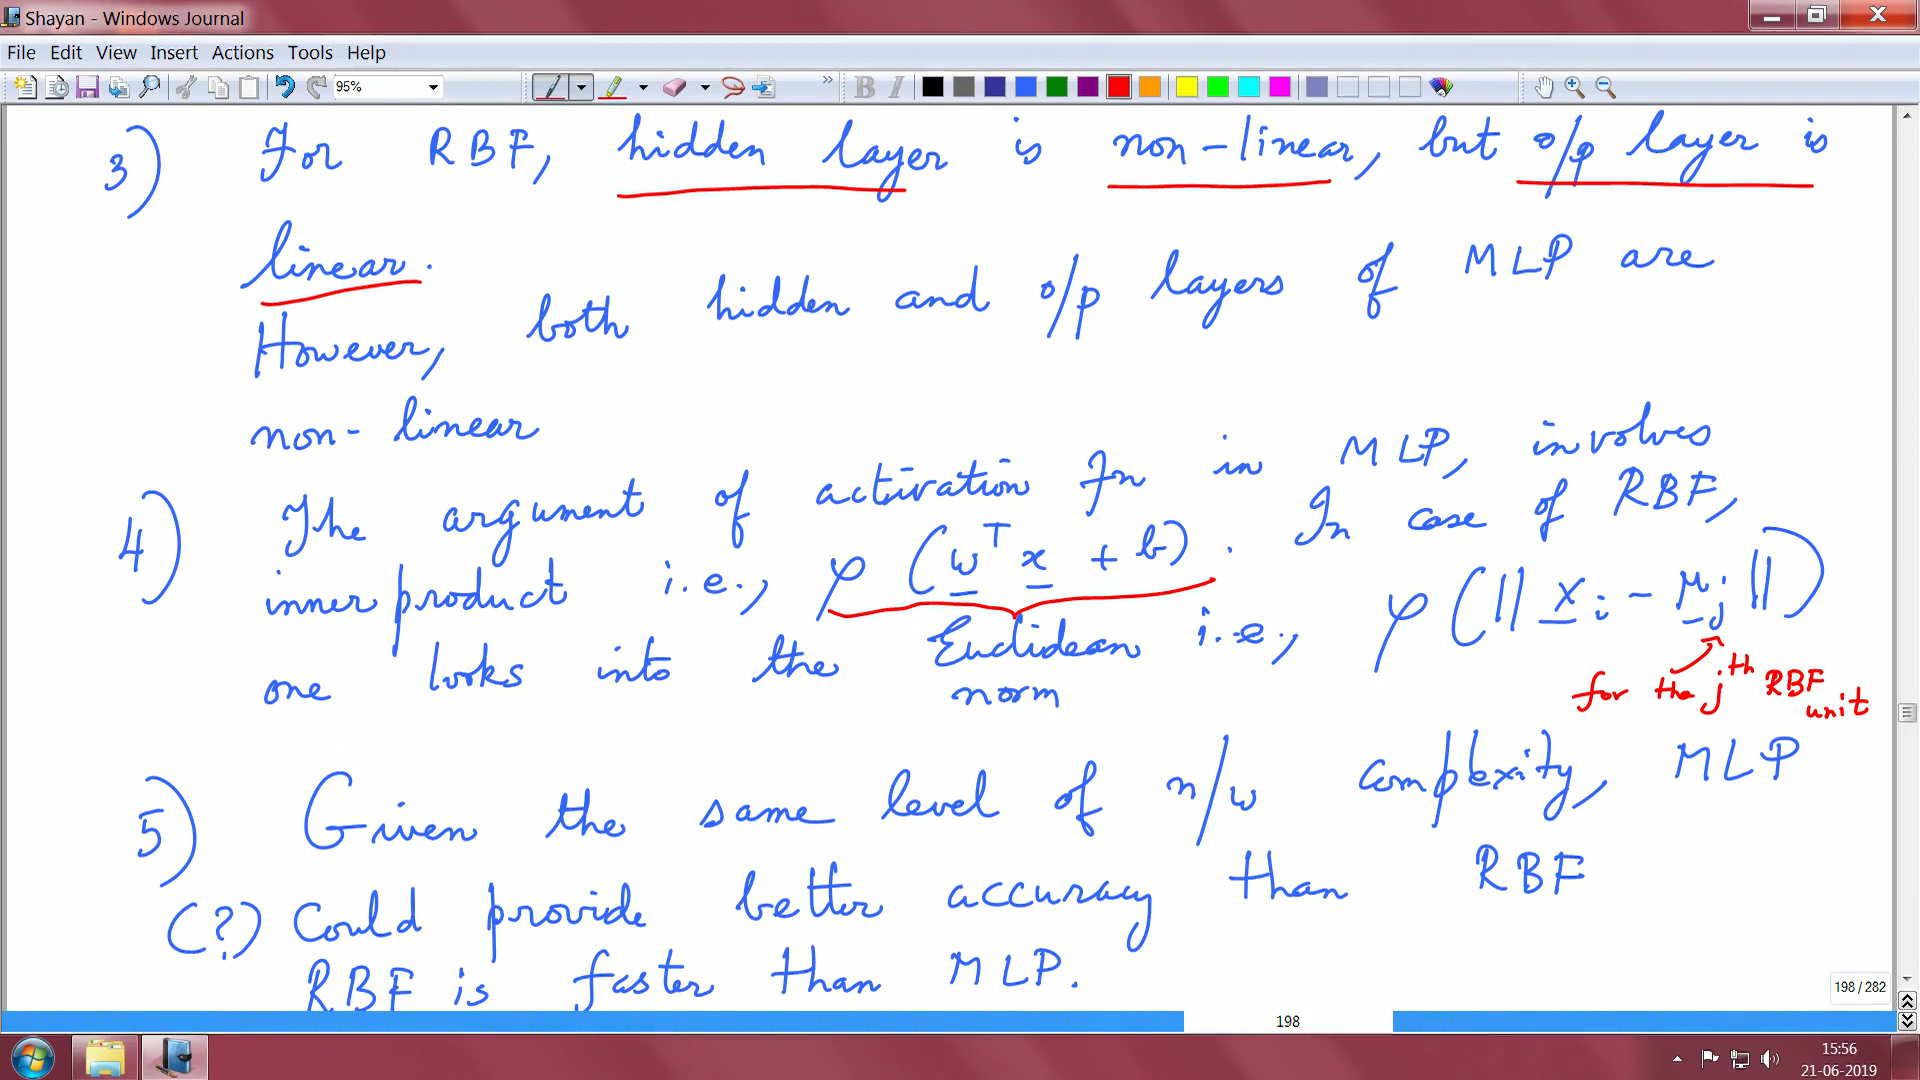 Shayan - Windows Journal
File Edit View Insert Actions Tools Help
95%
3) For RBF, hidden layer is non-linear, but o/p layer is
linear.
However, both hidden and o/p layers of MLP are
non-linear
4) The argument of activation Fn in MLP, involves
inner product i.e., φ (w^T x + b). In case of RBF,
one looks into the Euclidean norm i.e., φ (|| x_i - μ_j ||)
for the j^th RBF unit
5) Given the same level of n/w complexity, MLP
(?) Could provide better accuracy than RBF
RBF is faster than MLP.
198 / 282
198
15:56
21-06-2019